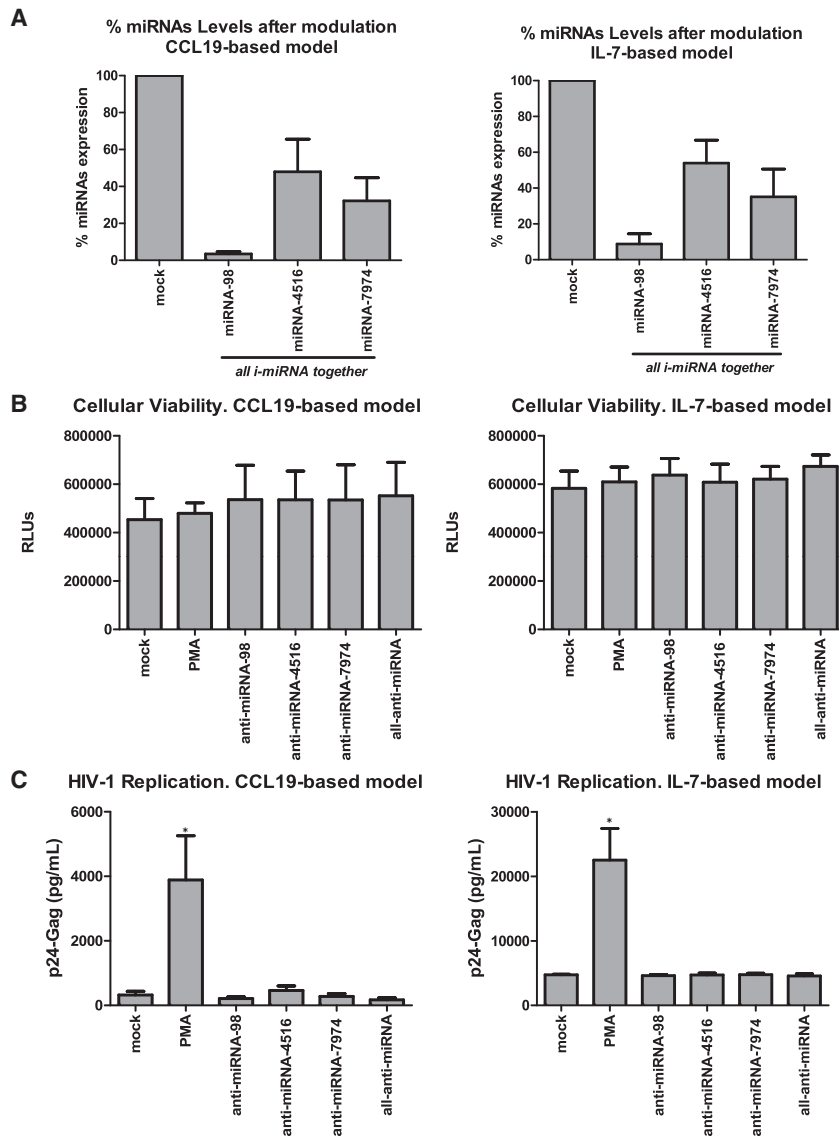 A
% miRNAs Levels after modulation
CCL19-based model
% miRNAs expression
100
80
60
40
20
0
mock
miRNA-98
miRNA-4516
miRNA-7974
all i-miRNA together
% miRNAs Levels after modulation
IL-7-based model
% miRNAs expression
100
80
60
40
20
0
mock
miRNA-98
miRNA-4516
miRNA-7974
all i-miRNA together
B
Cellular Viability. CCL19-based model
RLUs
800000
600000
400000
200000
0
mock
PMA
anti-miRNA-98
anti-miRNA-4516
anti-miRNA-7974
all-anti-miRNA
Cellular Viability. IL-7-based model
RLUs
800000
600000
400000
200000
0
mock
PMA
anti-miRNA-98
anti-miRNA-4516
anti-miRNA-7974
all-anti-miRNA
C
HIV-1 Replication. CCL19-based model
p24-Gag (pg/mL)
6000
4000
2000
0
*
mock
PMA
anti-miRNA-98
anti-miRNA-4516
anti-miRNA-7974
all-anti-miRNA
HIV-1 Replication. IL-7-based model
p24-Gag (pg/mL)
30000
20000
10000
0
*
mock
PMA
anti-miRNA-98
anti-miRNA-4516
anti-miRNA-7974
all-anti-miRNA